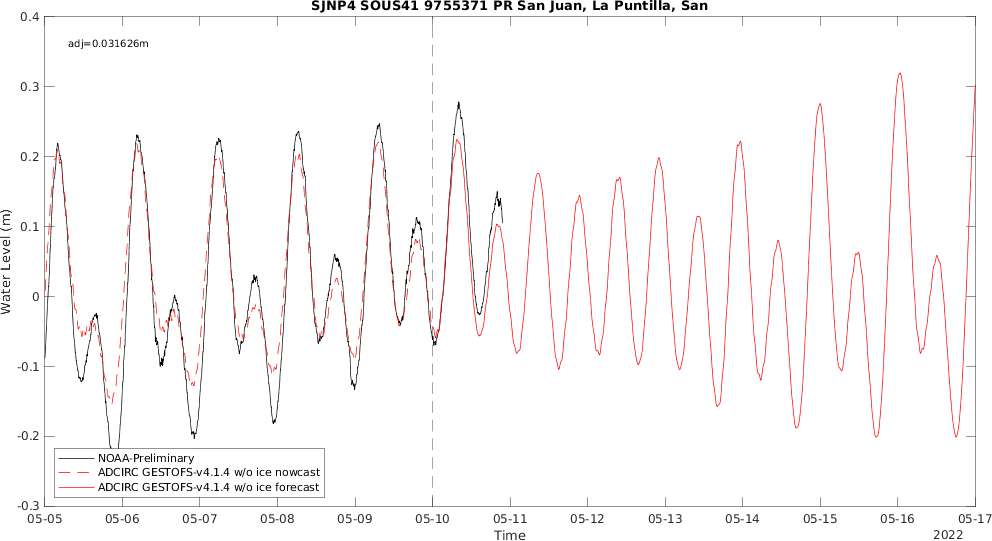 SJNP4 SOUS41 9755371 PR San Juan, La Puntilla, San
adj=0.031626m
0.4
0.3
0.2
0.1
0
-0.1
-0.2
-0.3
Water Level (m)
NOAA-Preliminary
ADCIRC GESTOFS-v4.1.4 w/o ice nowcast
ADCIRC GESTOFS-v4.1.4 w/o ice forecast
05-05 05-06 05-07 05-08 05-09 05-10 05-11 05-12 05-13 05-14 05-15 05-16 05-17
Time
2022